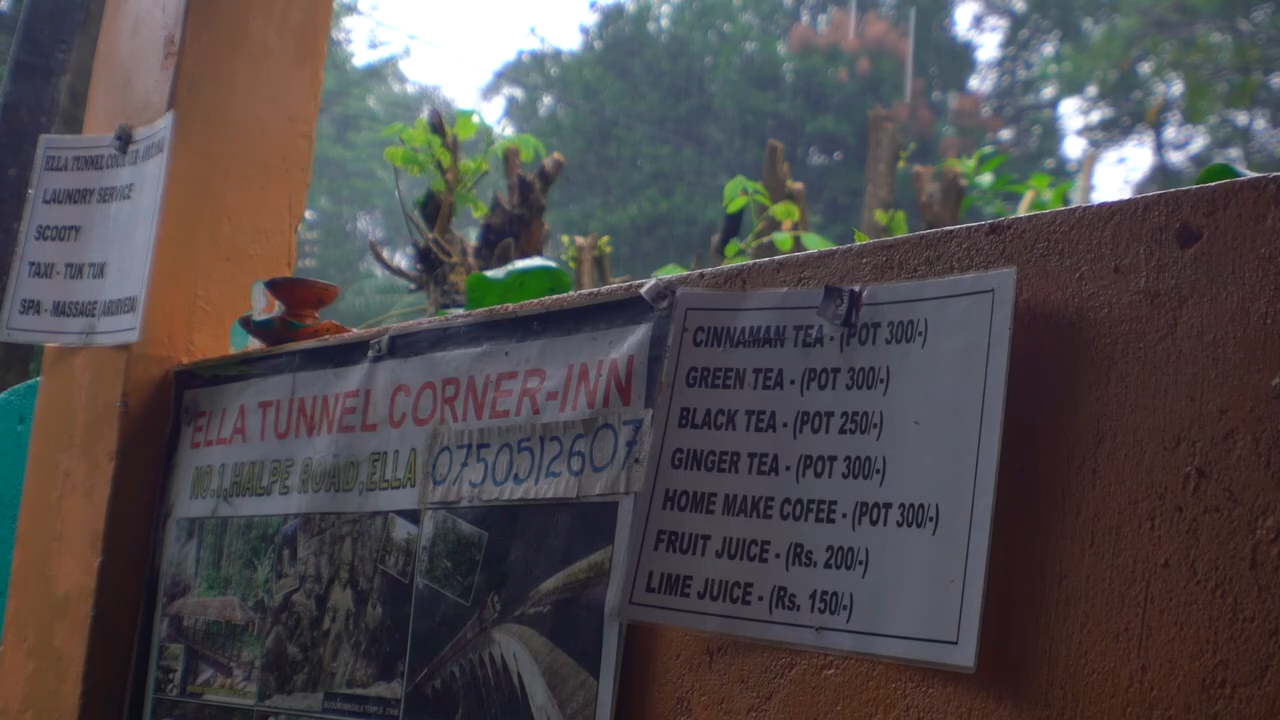 ELLA TUNNEL
LAUNDRY SERVICE
SCOOTY
TAXI - TUK TUK
SPA - MASSAGE (ARURVEDA)
ELLA TUNNEL CORNER-INN
NO.1, HALPE ROAD, ELLA
0750512607
CINNAMAN TEA - (POT 300/-)
GREEN TEA - (POT 300/-)
BLACK TEA - (POT 250/-)
GINGER TEA - (POT 300/-)
HOME MAKE COFEE - (POT 300/-)
FRUIT JUICE - (Rs. 200/-)
LIME JUICE - (Rs. 150/-)